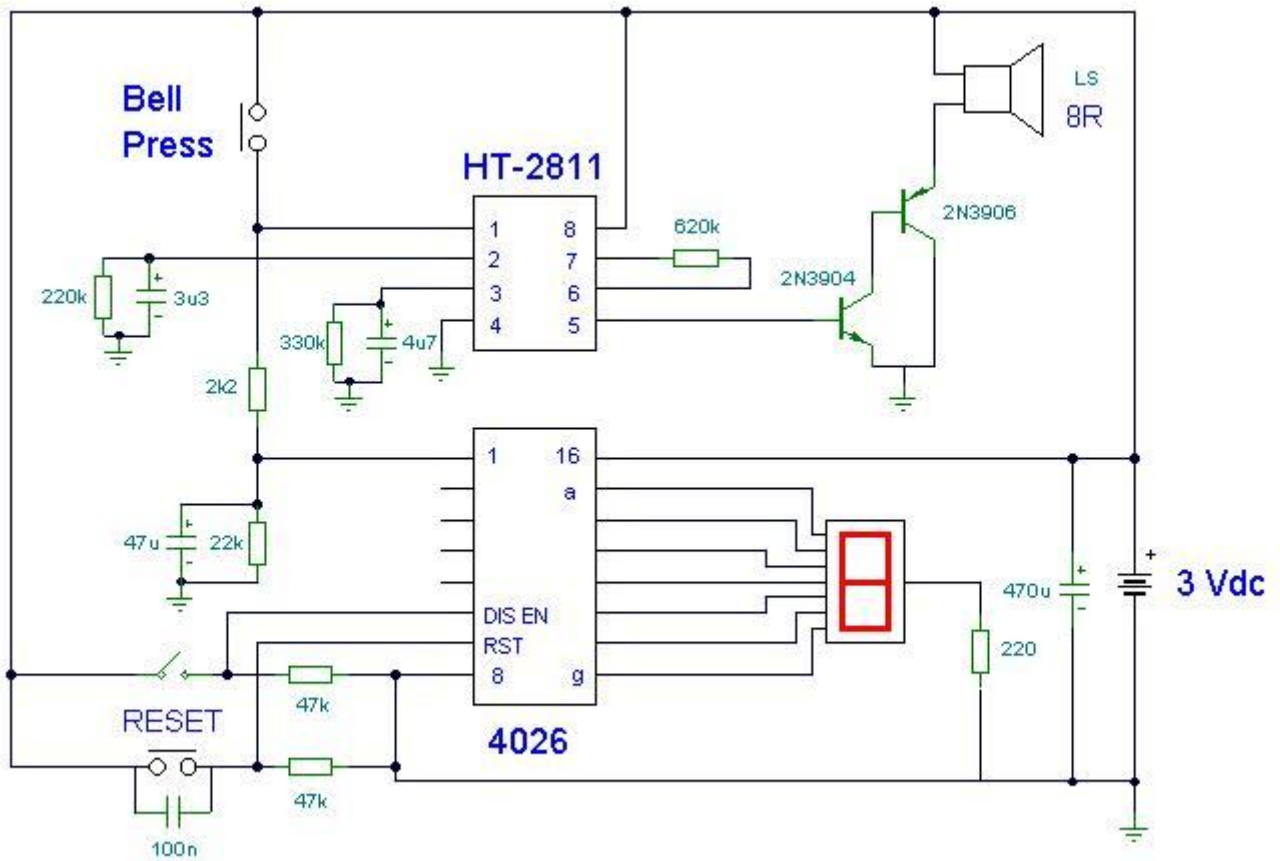 Bell
Press
LS
8R
HT-2811
2N3906
1
8
620k
2
7
220k
+
3u3
-
3
6
2N3904
330k
+
4u7
-
4
5
2k2
1
16
a
47u
+
-
22k
470u
+
-
+
3 Vdc
DIS EN
RST
8
g
220
47k
RESET
4026
47k
100n